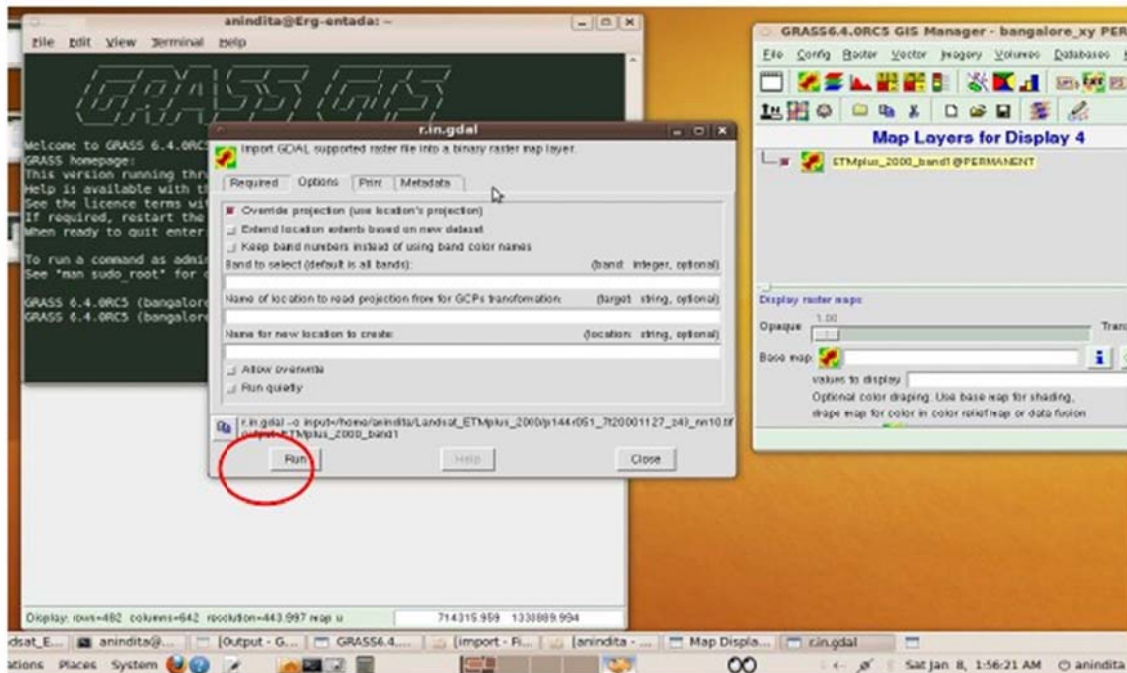 anindita@Erg-entada: ~
File Edit View Terminal Help
GRASS GIS
Welcome to GRASS 6.4.0RC5
GRASS homepage:
This version running thr
Help is available with th
See the licence terms wit
If required, restart the
When ready to quit enter:
To run a command as admi
See "man sudo_root" for d
GRASS 6.4.0RC5 (bangalor
GRASS 6.4.0RC5 (bangalor
r.in.gdal
Import GDAL supported raster file into a binary raster map layer.
Required Options Print Metadata
Override projection (use location's projection)
Extend location extents based on new dataset
Keep band numbers instead of using band color names
Band to select (default is all bands): (band: integer, optional)
Name of location to read projection from for GCPs transformation: (target: string, optional)
Name for new location to create: (location: string, optional)
Allow overwrite
Run quietly
r.in.gdal -o input=/home/anindita/Landsat_ETMplus_2000/p144r051_7t20001127_z43_nn10.tif
output=ETMplus_2000_band1
Run Help Close
Display: rows=482 columns=642 resolution=443.997 map u
714315.959 1338889.994
GRASS6.4.0RC5 GIS Manager - bangalore_xy PER
File Config Raster Vector Imagery Volumes Databases
Map Layers for Display 4
ETMplus_2000_band1@PERMANENT
Display raster maps
1.00
Opaque Trans
Base map:
values to display
Optional color draping. Use base map for shading,
drape map for color in color relief map or data fusion
dsat_E... anindita@... [Output - G... GRASS6.4.... [import - Fi... [anindita - ... Map Displa... r.in.gdal
ations Places System Sat Jan 8, 1:56:21 AM anindita